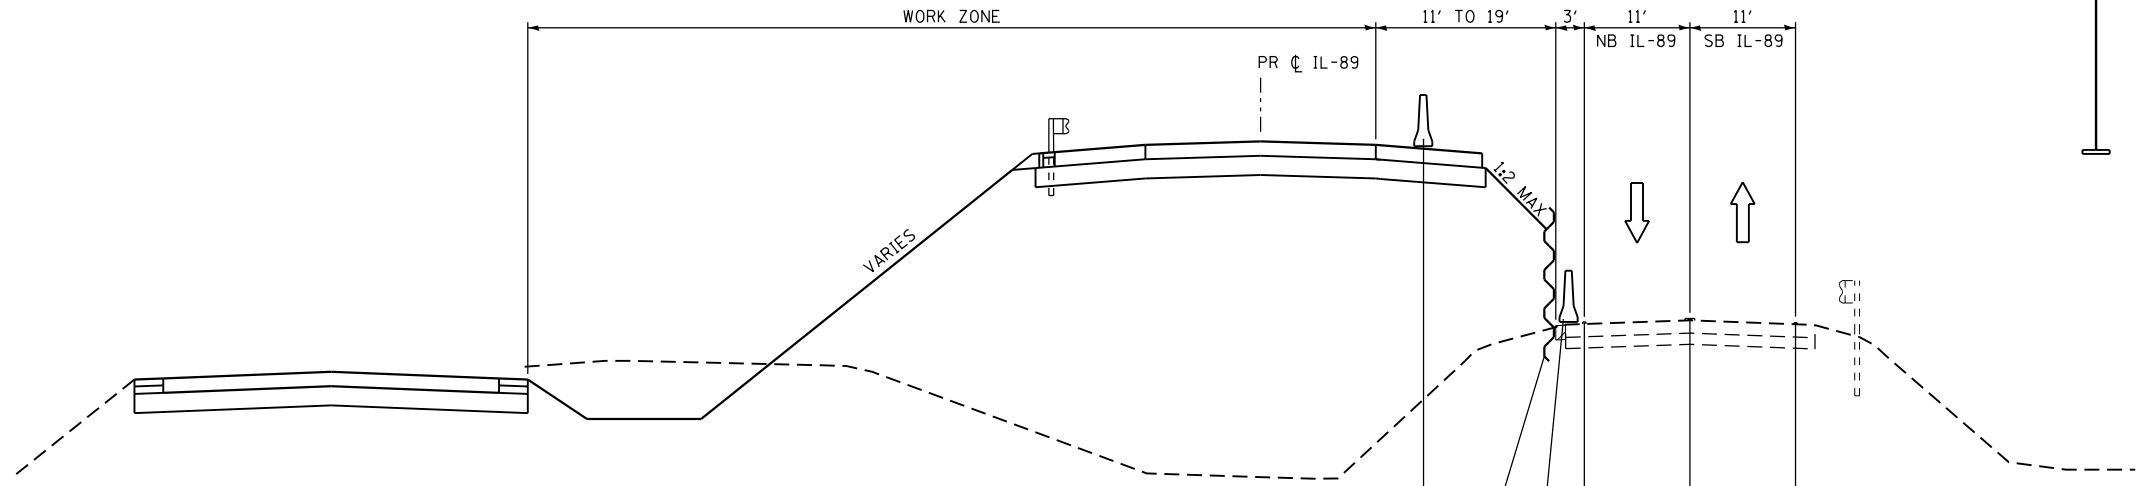 WORK ZONE
11' TO 19'
3'
11'
11'
NB IL-89
SB IL-89
PR ℄ IL-89
1:2 MAX
VARIES